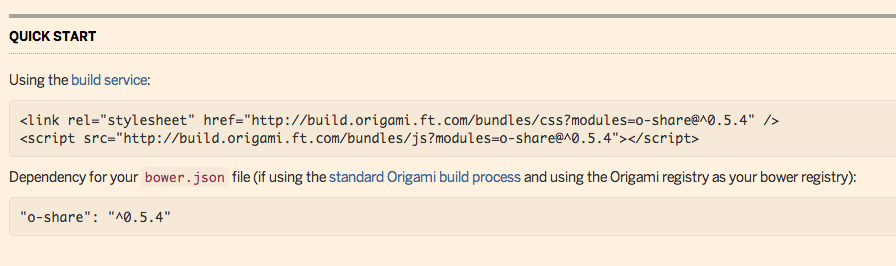 QUICK START
Using the build service:
<link rel="stylesheet" href="http://build.origami.ft.com/bundles/css?modules=o-share@^0.5.4" />
<script src="http://build.origami.ft.com/bundles/js?modules=o-share@^0.5.4"></script>
Dependency for your bower.json file (if using the standard Origami build process and using the Origami registry as your bower registry):
"o-share": "^0.5.4"